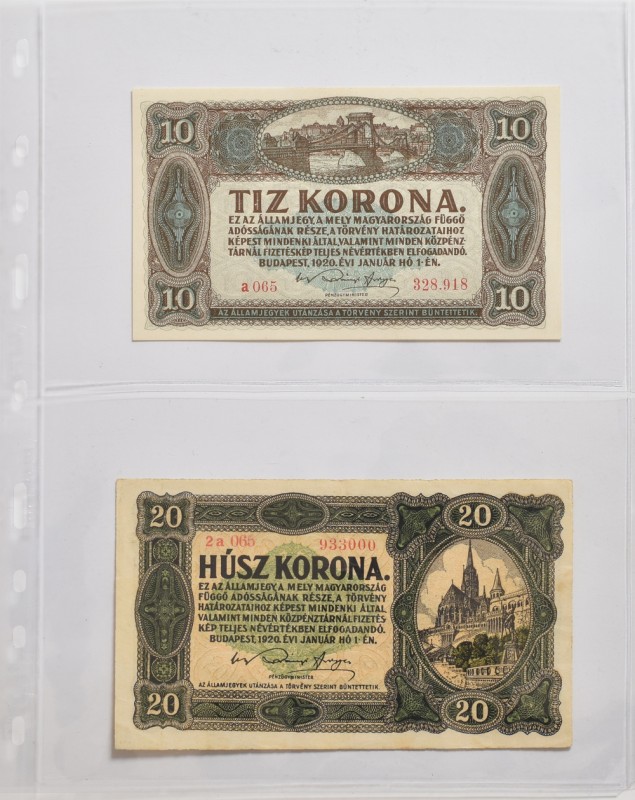 10 10
TIZ KORONA.
EZ AZ ÁLLAMJEGY, A MELY MAGYARORSZÁG FÜGGŐ
ADÓSSÁGÁNAK RÉSZE, A TÖRVÉNY HATÁROZATAIHOZ
KÉPEST MINDENKI ÁLTAL, VALAMINT MINDEN KÖZPÉNZ-
TÁRNÁL FIZETÉSKÉP TELJES NÉVÉRTÉKBEN ELFOGADANDÓ.
BUDAPEST, 1920. ÉVI JANUÁR HÓ 1-ÉN.
a 065 328.918
PÉNZÜGYMINISTER
10 10
AZ ÁLLAMJEGYEK UTÁNZÁSA A TÖRVÉNY SZERINT BÜNTETTETIK.
20 20
2 a 065 933000
HÚSZ KORONA.
EZ AZ ÁLLAMJEGY, A MELY MAGYARORSZÁG
FÜGGŐ ADÓSSÁGÁNAK RÉSZE, A TÖRVÉNY
HATÁROZATAIHOZ KÉPEST MINDENKI ÁLTAL
VALAMINT MINDEN KÖZPÉNZTÁRNÁL FIZETÉS-
KÉP TELJES NÉVÉRTÉKBEN ELFOGADANDÓ.
BUDAPEST, 1920. ÉVI JANUÁR HÓ 1-ÉN.
PÉNZÜGYMINISTER
AZ ÁLLAMJEGYEK UTÁNZÁSA A TÖRVÉNY SZERINT BÜNTETTETIK.
20 20